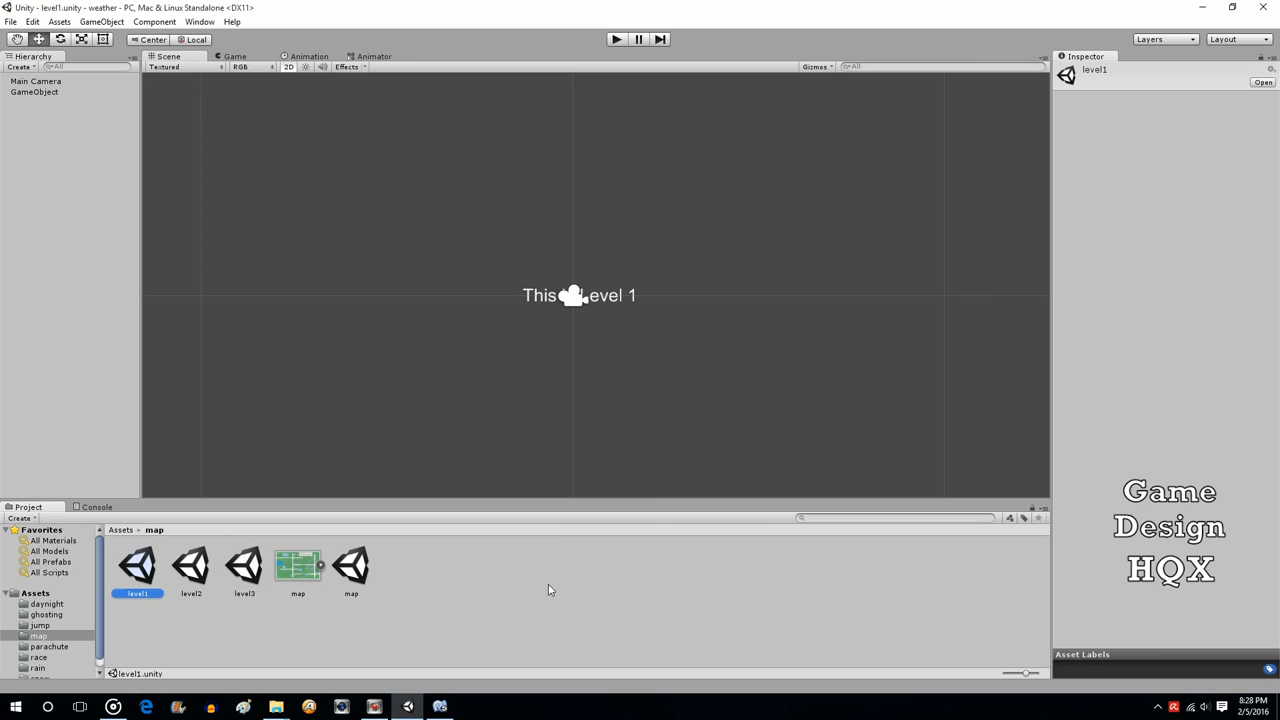 Unity - level1.unity - weather - PC, Mac & Linux Standalone <DX11>
File Edit Assets GameObject Component Window Help
Center Local Layers Layout
Hierarchy Scene Game Animation Animator Inspector
Create All Textured RGB 2D Effects Gizmos All level1
Open
Main Camera
GameObject
This Level 1
Game
Design
HQX
Project Console
Create
Favorites Assets map
All Materials
All Models
All Prefabs
All Scripts
level1 level2 level3 map map
Assets
daynight
ghosting
jump
map
parachute
race
rain
Asset Labels
level1.unity
8:28 PM
2/5/2016